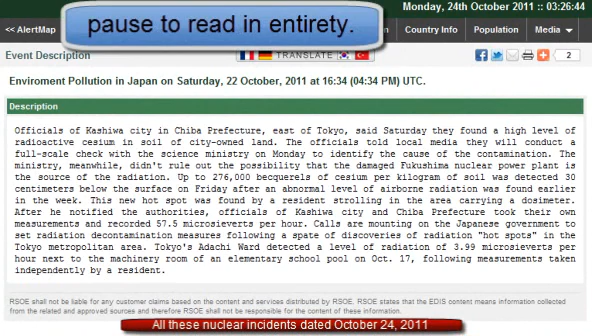 Monday, 24th October 2011 :: 03:26:44
pause to read in entirety.
<< AlertMap
Country Info
Population
Media
Event Description
TRANSLATE
2
Enviroment Pollution in Japan on Saturday, 22 October, 2011 at 16:34 (04:34 PM) UTC.
Description
Officials of Kashiwa city in Chiba Prefecture, east of Tokyo, said Saturday they found a high level of
radioactive cesium in soil of city-owned land. The officials told local media they will conduct a
full-scale check with the science ministry on Monday to identify the cause of the contamination. The
ministry, meanwhile, didn't rule out the possibility that the damaged Fukushima nuclear power plant is
the source of the radiation. Up to 276,000 becquerels of cesium per kilogram of soil was detected 30
centimeters below the surface on Friday after an abnormal level of airborne radiation was found earlier
in the week. This new hot spot was found by a resident strolling in the area carrying a dosimeter.
After he notified the authorities, officials of Kashiwa city and Chiba Prefecture took their own
measurements and recorded 57.5 microsieverts per hour. Calls are mounting on the Japanese government to
set radiation decontamination measures following a spate of discoveries of radiation "hot spots" in the
Tokyo metropolitan area. Tokyo's Adachi Ward detected a level of radiation of 3.99 microsieverts per
hour next to the machinery room of an elementary school pool on Oct. 17, following measurements taken
independently by a resident.
RSOE shall not be liable for any customer claims based on the content and services distributed by RSOE. RSOE states that the EDIS content means information collected
from the related and approved sources and therefore RSOE shall not be responsible for the content of these information.
All these nuclear incidents dated October 24, 2011